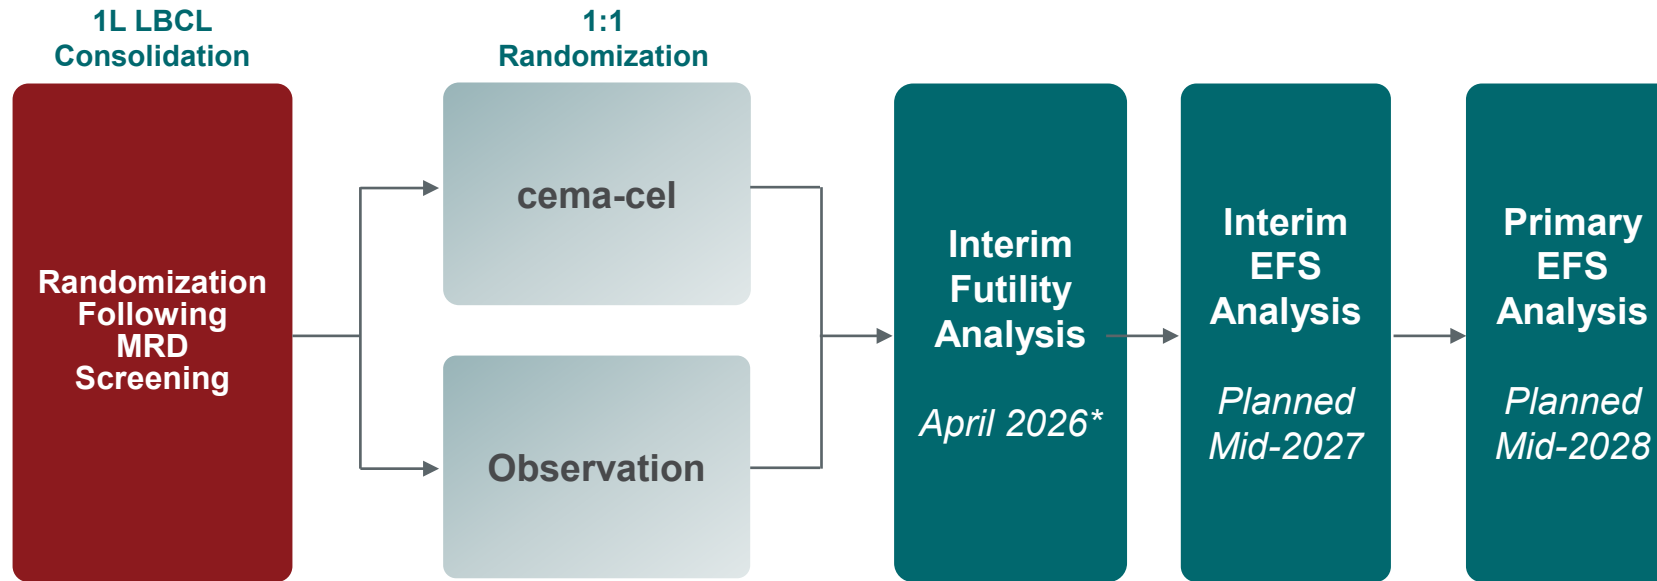 1L LBCL
Consolidation
1:1
Randomization
Randomization
Following
MRD
Screening
cema-cel
Observation
Interim
Futility
Analysis
April 2026*
Interim
EFS
Analysis
Planned
Mid-2027
Primary
EFS
Analysis
Planned
Mid-2028